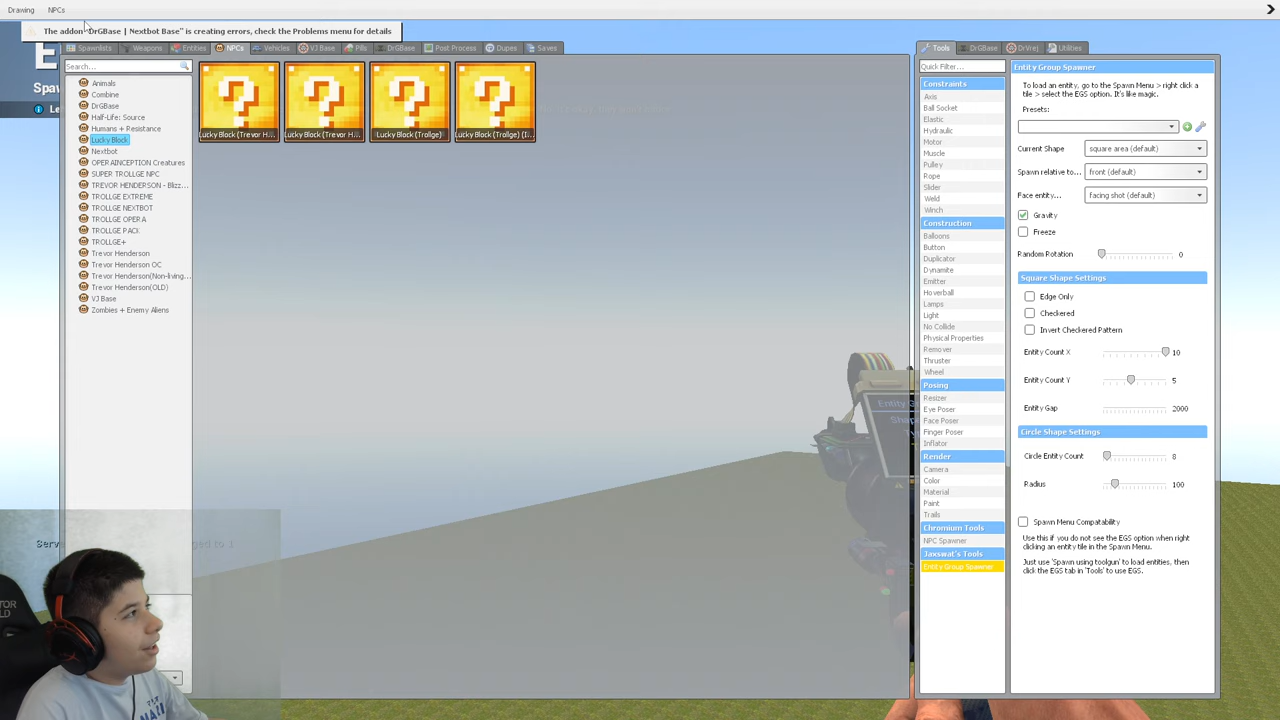 Drawing NPCs
The addon "DrGBase | Nextbot Base" is creating errors, check the Problems menu for details
E
Spaw
Le
Spawnlists Weapons Entities NPCs Vehicles VJ Base Pills DrGBase Post Process Dupes Saves
Search...
Animals
Combine
DrGBase
Half-Life: Source
Humans + Resistance
Lucky Block
Nextbot
OPERAINCEPTION Creatures
SUPER TROLLGE NPC
TREVOR HENDERSON - Blizz...
TROLLGE EXTREME
TROLLGE NEXTBOT
TROLLGE OPERA
TROLLGE PACK
TROLLGE+
Trevor Henderson
Trevor Henderson OC
Trevor Henderson(Non-living...
Trevor Henderson(OLD)
VJ Base
Zombies + Enemy Aliens
Lucky Block (Trevor H... Lucky Block (Trevor H... Lucky Block (Trollge) Lucky Block (Trollge) (I...
Tools DrGBase DrVrej Utilities
Quick Filter...
Constraints
Axis
Ball Socket
Elastic
Hydraulic
Motor
Muscle
Pulley
Rope
Slider
Weld
Winch
Construction
Balloons
Button
Duplicator
Dynamite
Emitter
Hoverball
Lamps
Light
No Collide
Physical Properties
Remover
Thruster
Wheel
Posing
Resizer
Eye Poser
Face Poser
Finger Poser
Inflator
Render
Camera
Color
Material
Paint
Trails
Chromium Tools
NPC Spawner
Jaxswat's Tools
Entity Group Spawner
Entity Group Spawner
To load an entity, go to the Spawn Menu > right click a
tile > select the EGS option. It's like magic.
Presets:
Current Shape square area (default)
Spawn relative to... front (default)
Face entity... facing shot (default)
Gravity
Freeze
Random Rotation 0
Square Shape Settings
Edge Only
Checkered
Invert Checkered Pattern
Entity Count X 10
Entity Count Y 5
Entity Gap 2000
Circle Shape Settings
Circle Entity Count 8
Radius 100
Spawn Menu Compatability
Use this if you do not see the EGS option when right
clicking an entity tile in the Spawn Menu.
Just use 'Spawn using toolgun' to load entities, then
click the EGS tab in 'Tools' to use EGS.